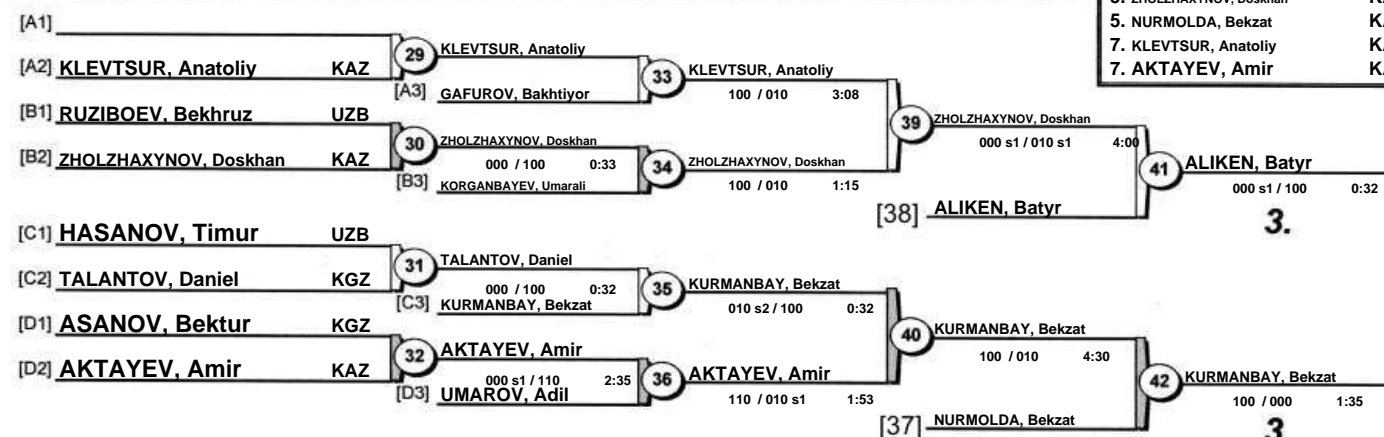 5. NURMOLDA, Bekzat
7. KLEVTSUR, Anatoliy
7. AKTAYEV, Amir
[A1]
[A2] KLEVTSUR, Anatoliy KAZ
29
KLEVTSUR, Anatoliy
[A3] GAFUROV, Bakhtiyor
33
KLEVTSUR, Anatoliy
100 / 010 3:08
[B1] RUZIBOEV, Bekhruz UZB
[B2] ZHOLZHAXYNOV, Doskhan KAZ
30
ZHOLZHAXYNOV, Doskhan
000 / 100 0:33
[B3] KORGANBAYEV, Umarali
34
ZHOLZHAXYNOV, Doskhan
100 / 010 1:15
39
ZHOLZHAXYNOV, Doskhan
000 s1 / 010 s1 4:00
[38] ALIKEN, Batyr
41
ALIKEN, Batyr
000 s1 / 100 0:32
3.
[C1] HASANOV, Timur UZB
[C2] TALANTOV, Daniel KGZ
31
TALANTOV, Daniel
000 / 100 0:32
[C3] KURMANBAY, Bekzat
35
KURMANBAY, Bekzat
010 s2 / 100 0:32
[D1] ASANOV, Bektur KGZ
[D2] AKTAYEV, Amir KAZ
32
AKTAYEV, Amir
000 s1 / 110 2:35
[D3] UMAROV, Adil
36
AKTAYEV, Amir
110 / 010 s1 1:53
40
KURMANBAY, Bekzat
100 / 010 4:30
[37] NURMOLDA, Bekzat
42
KURMANBAY, Bekzat
100 / 000 1:35
3